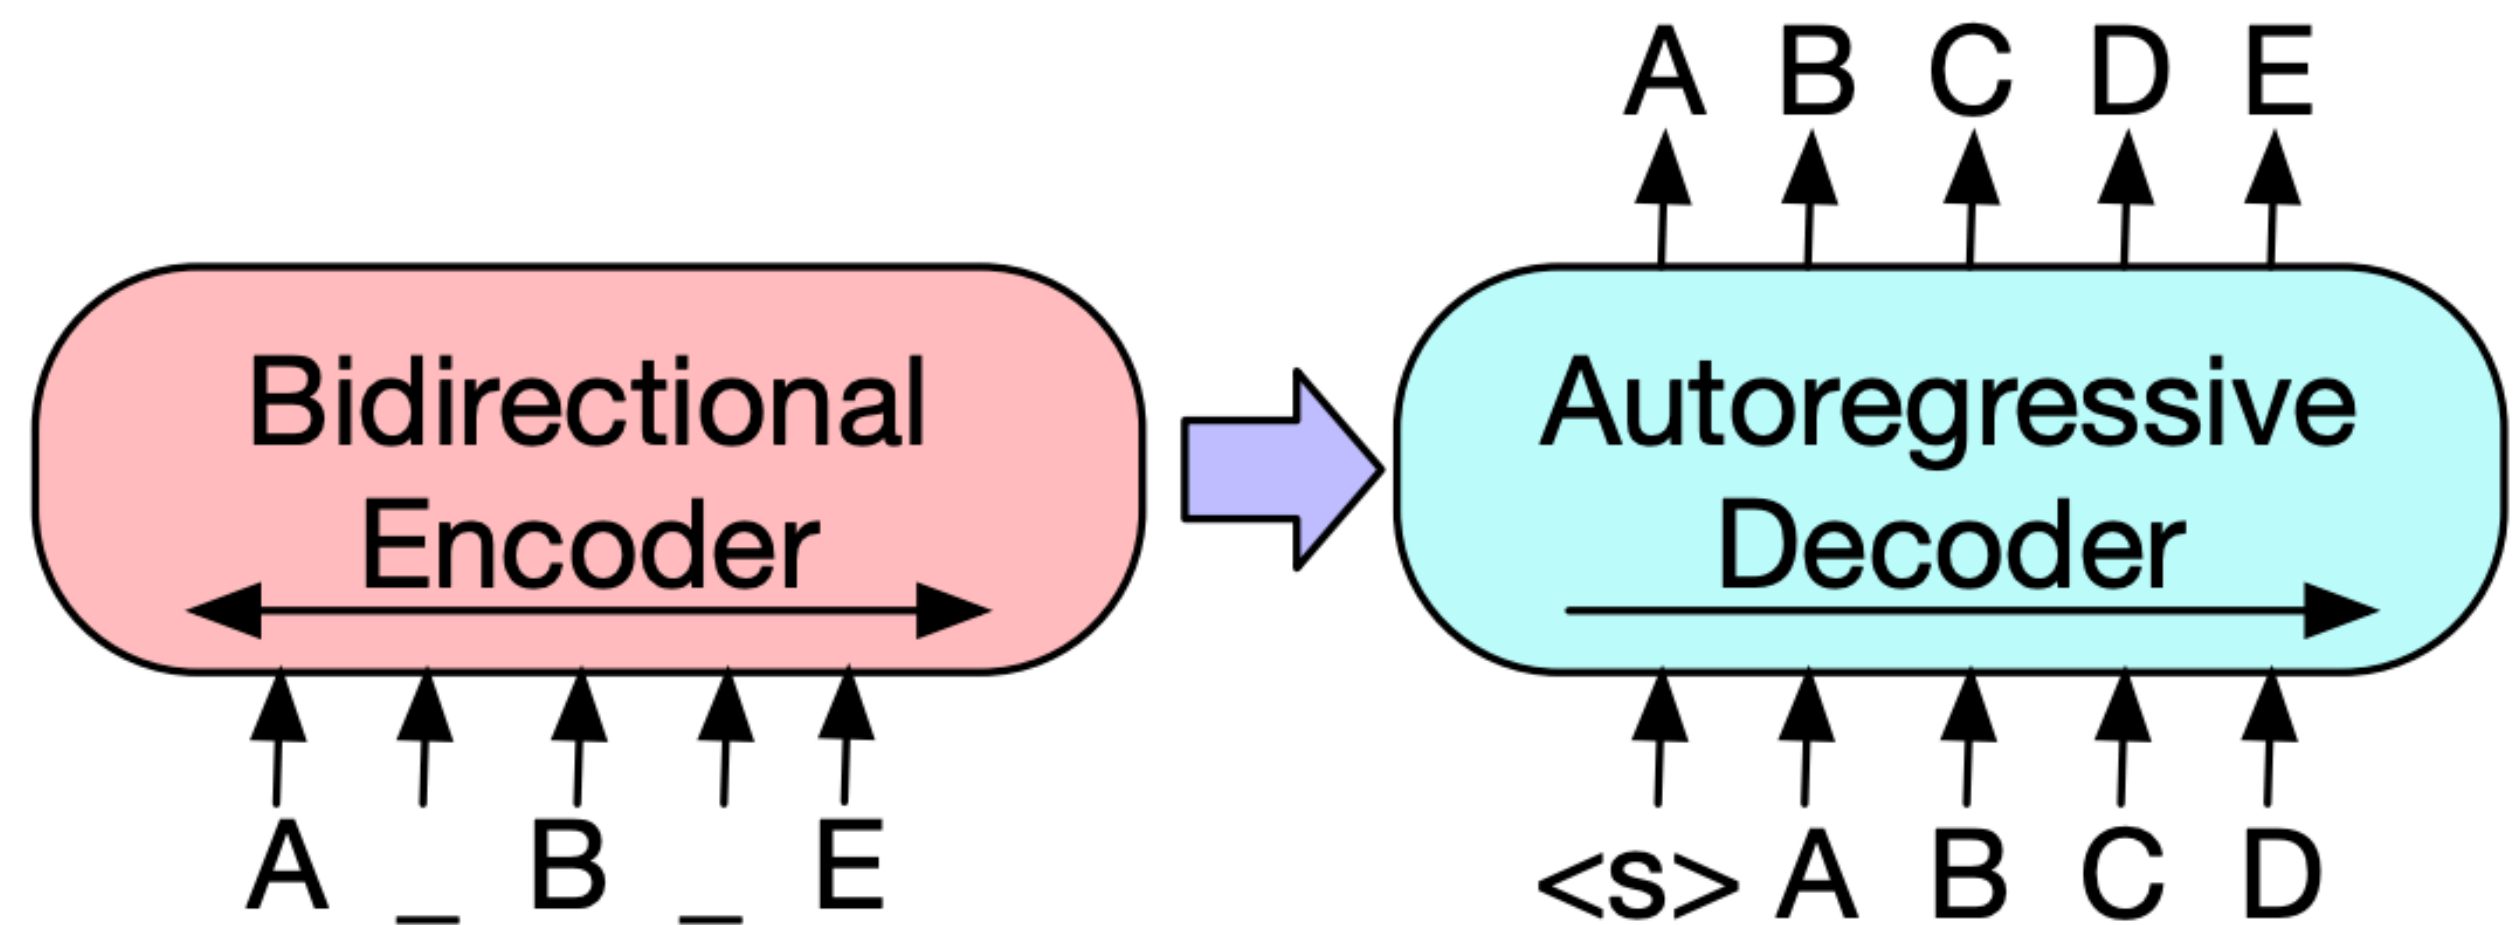 A B C D E
Bidirectional
Encoder
Autoregressive
Decoder
A _ B _ E
<s> A B C D